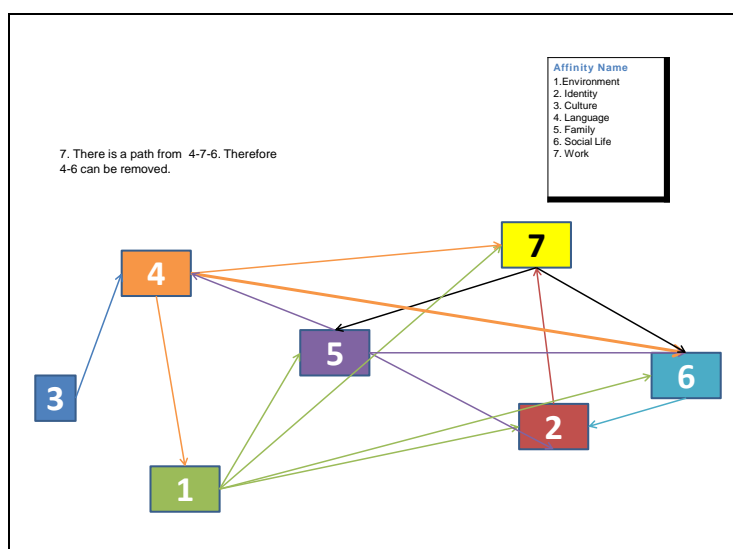 Affinity Name
1.Environment
2. Identity
3. Culture
4. Language
5. Family
6. Social Life
7. Work
7. There is a path from  4-7-6. Therefore
4-6 can be removed.
7
4
5
6
3
2
1